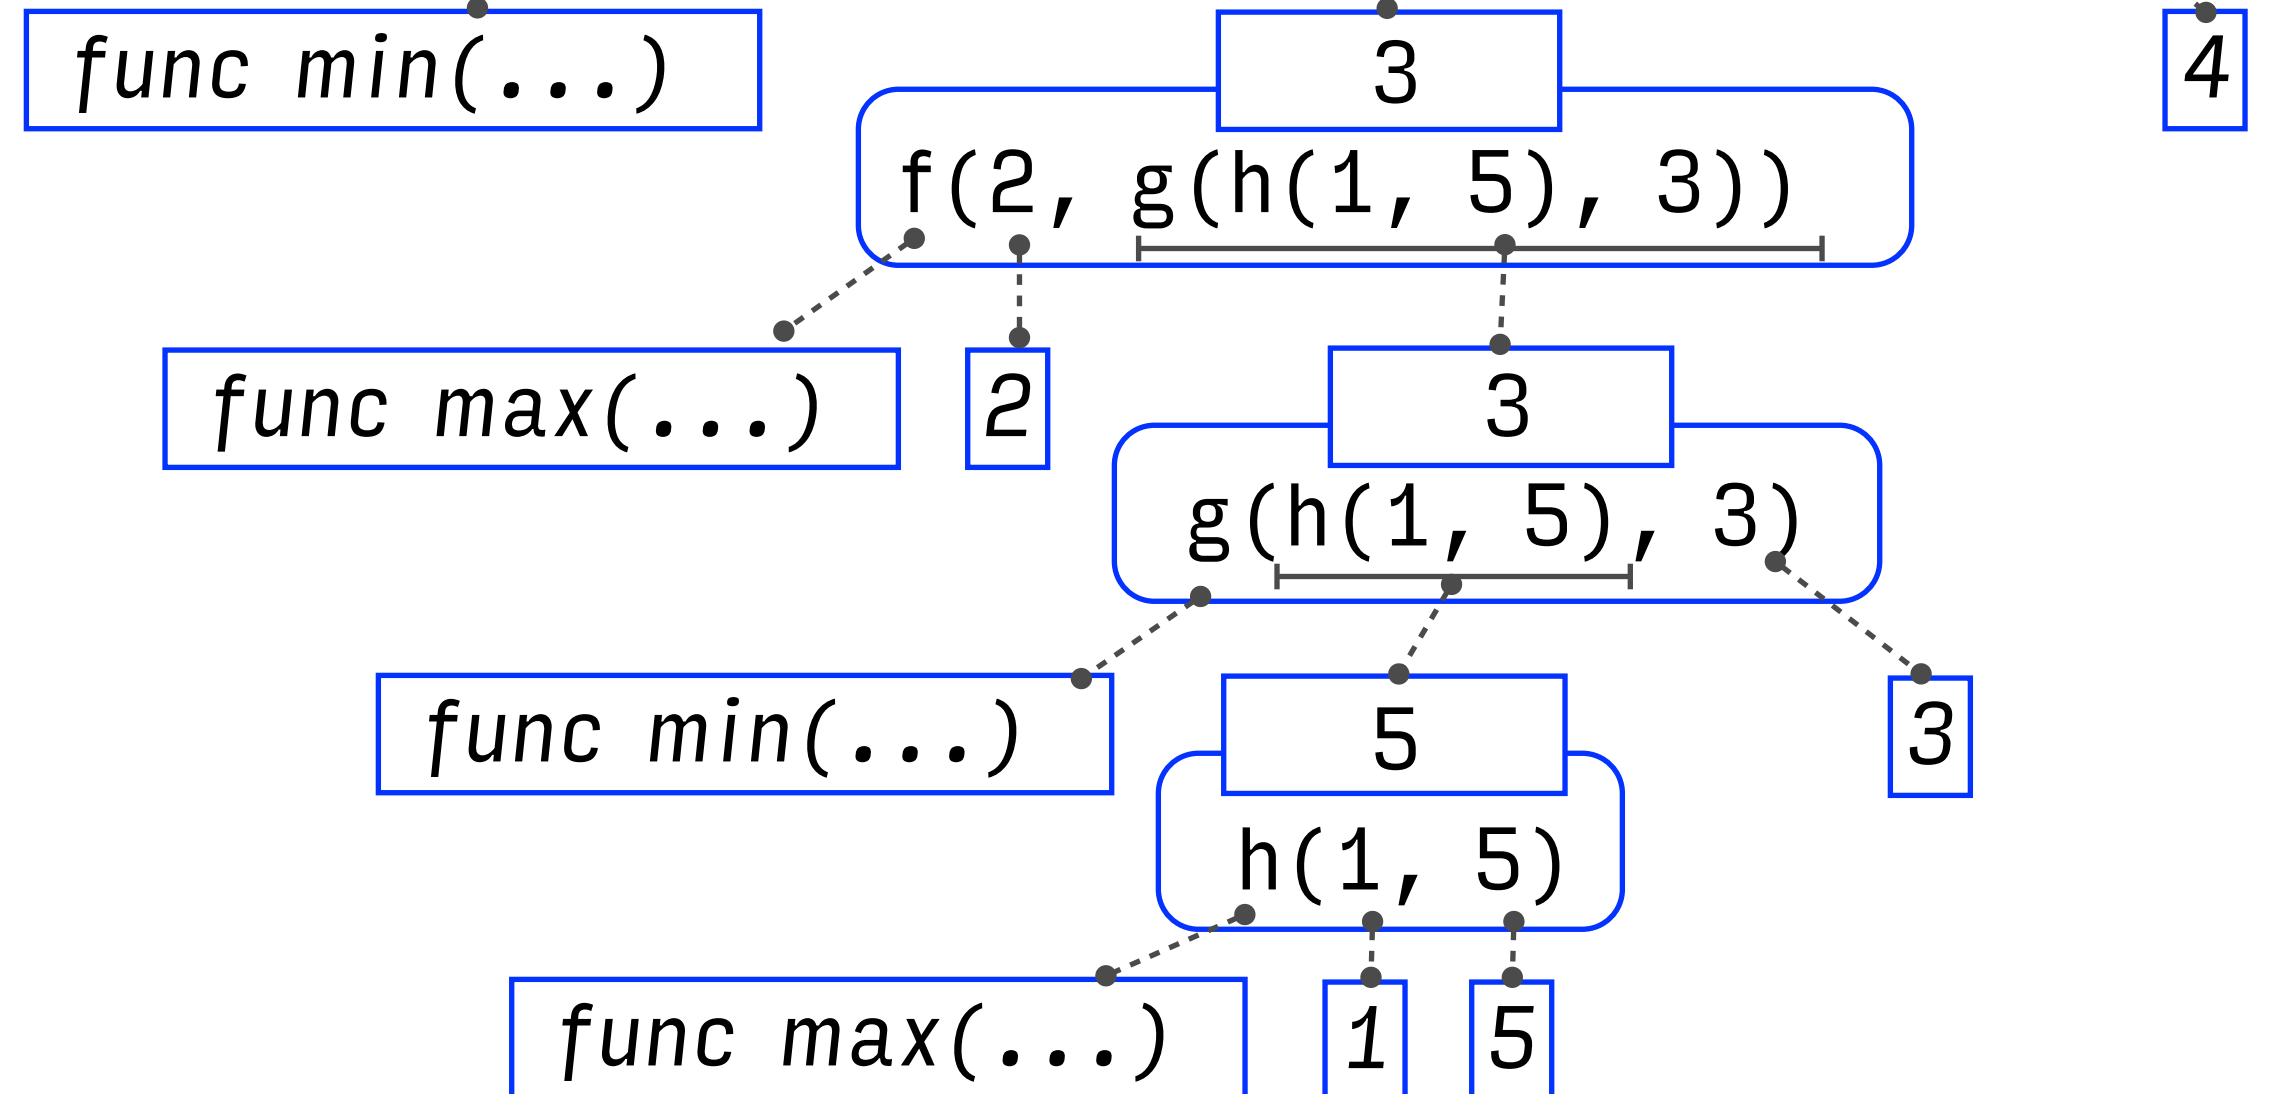 func min(...)
3
4
f(2, g(h(1, 5), 3))
func max(...)
2
3
g(h(1, 5), 3)
func min(...)
5
3
h(1, 5)
func max(...)
1
5